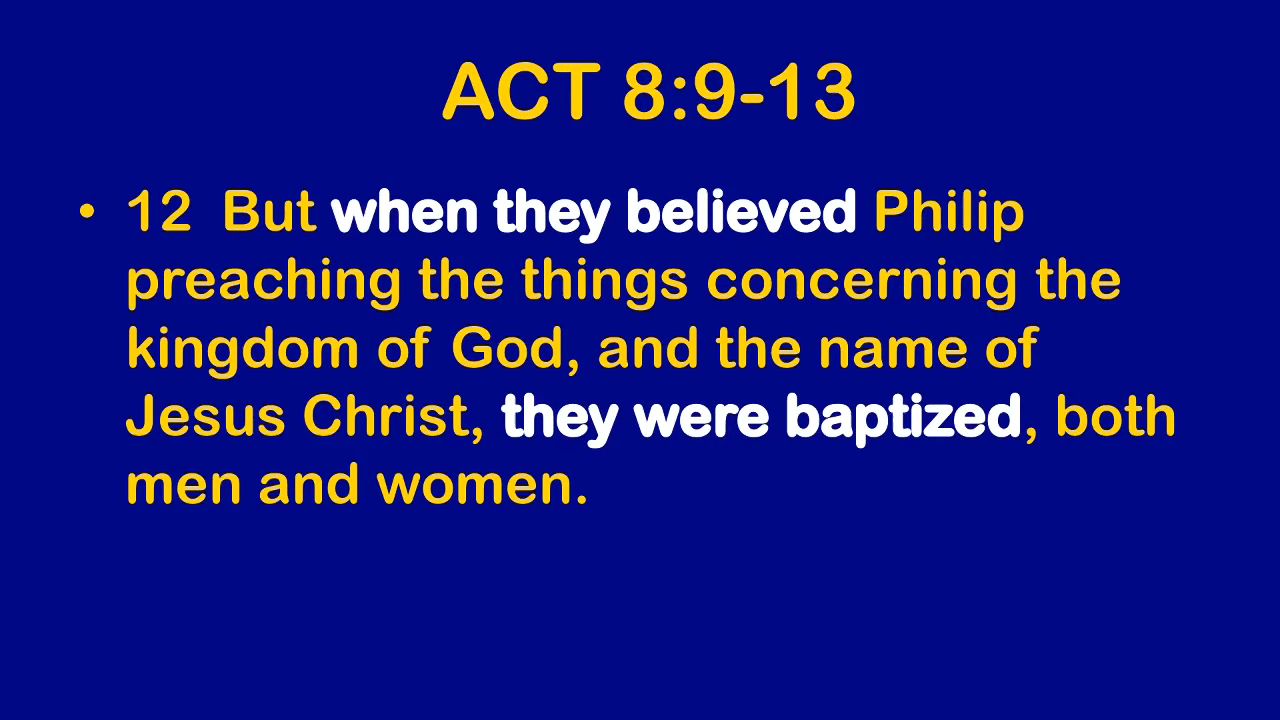 ACT 8:9-13
• 12  But when they believed Philip
preaching the things concerning the
kingdom of God, and the name of
Jesus Christ, they were baptized, both
men and women.